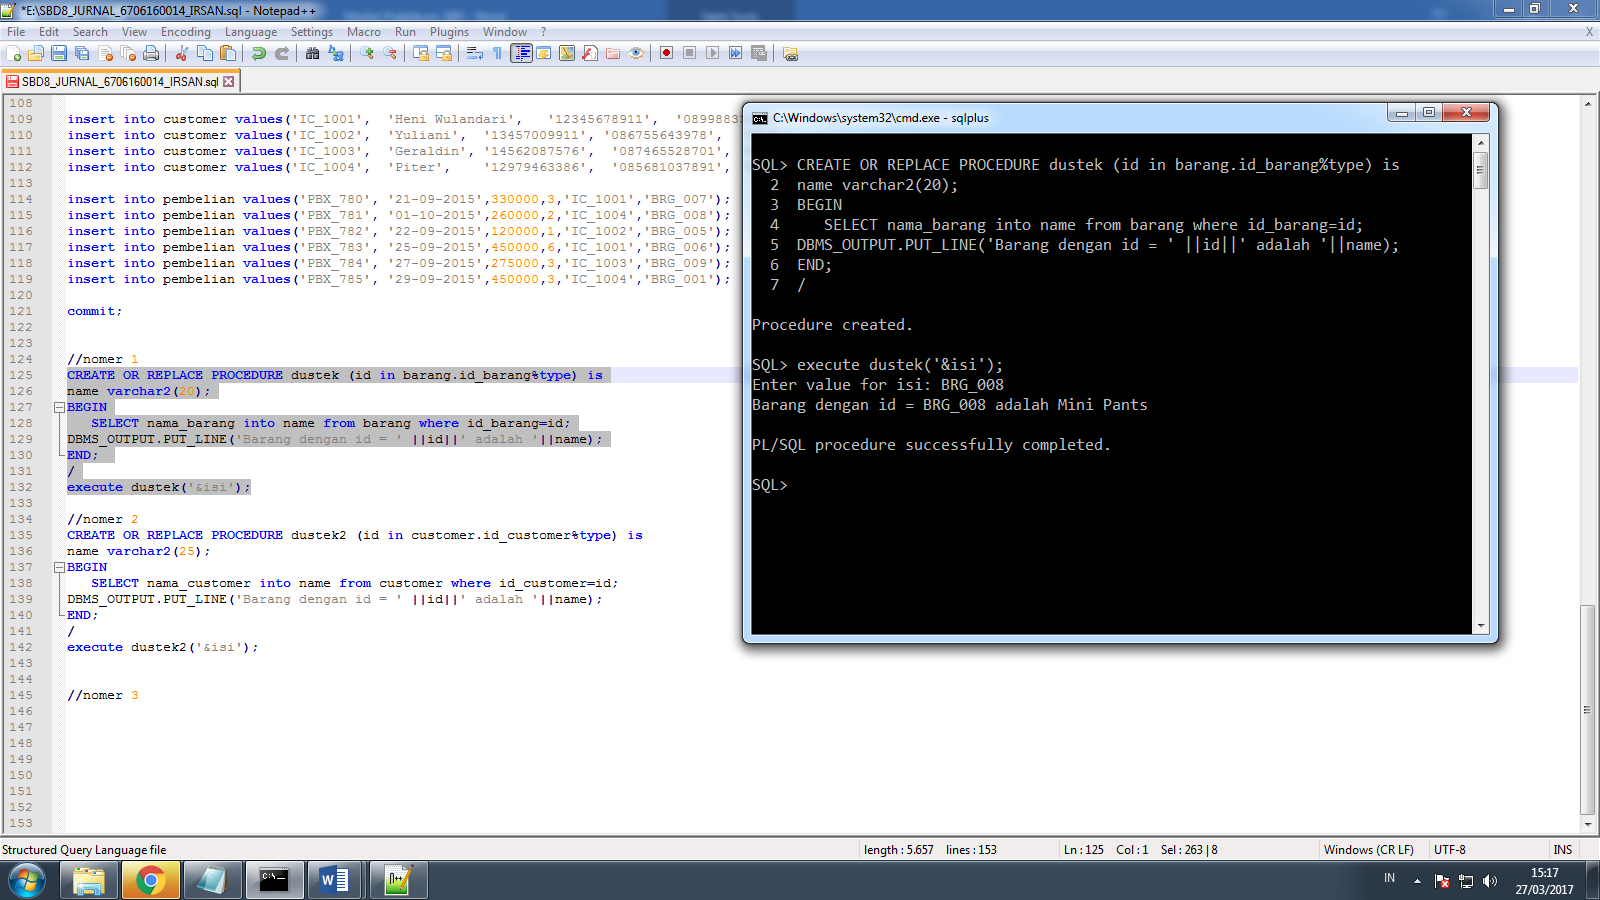 *E:\SBD8_JURNAL_6706160014_IRSAN.sql - Notepad++
File Edit Search View Encoding Language Settings Macro Run Plugins Window ? X
SBD8_JURNAL_6706160014_IRSAN.sql
108
109 insert into customer values('IC_1001', 'Heni Wulandari', '12345678911', '0899883
110 insert into customer values('IC_1002', 'Yuliani', '13457009911', '086755643978',
111 insert into customer values('IC_1003', 'Geraldin', '14562087576', '087465528701',
112 insert into customer values('IC_1004', 'Piter', '12979463386', '085681037891',
113
114 insert into pembelian values('PBX_780', '21-09-2015',330000,3,'IC_1001','BRG_007');
115 insert into pembelian values('PBX_781', '01-10-2015',260000,2,'IC_1004','BRG_008');
116 insert into pembelian values('PBX_782', '22-09-2015',120000,1,'IC_1002','BRG_005');
117 insert into pembelian values('PBX_783', '25-09-2015',450000,6,'IC_1001','BRG_006');
118 insert into pembelian values('PBX_784', '27-09-2015',275000,3,'IC_1003','BRG_009');
119 insert into pembelian values('PBX_785', '29-09-2015',450000,3,'IC_1004','BRG_001');
120
121 commit;
122
123
124 //nomer 1
125 CREATE OR REPLACE PROCEDURE dustek (id in barang.id_barang%type) is
126 name varchar2(20);
127 BEGIN
128 SELECT nama_barang into name from barang where id_barang=id;
129 DBMS_OUTPUT.PUT_LINE('Barang dengan id = ' ||id||' adalah '||name);
130 END;
131 /
132 execute dustek('&isi');
133
134 //nomer 2
135 CREATE OR REPLACE PROCEDURE dustek2 (id in customer.id_customer%type) is
136 name varchar2(25);
137 BEGIN
138 SELECT nama_customer into name from customer where id_customer=id;
139 DBMS_OUTPUT.PUT_LINE('Barang dengan id = ' ||id||' adalah '||name);
140 END;
141 /
142 execute dustek2('&isi');
143
144
145 //nomer 3
146
147
148
149
150
151
152
153
C:\Windows\system32\cmd.exe - sqlplus
SQL> CREATE OR REPLACE PROCEDURE dustek (id in barang.id_barang%type) is
2 name varchar2(20);
3 BEGIN
4 SELECT nama_barang into name from barang where id_barang=id;
5 DBMS_OUTPUT.PUT_LINE('Barang dengan id = ' ||id||' adalah '||name);
6 END;
7 /
Procedure created.
SQL> execute dustek('&isi');
Enter value for isi: BRG_008
Barang dengan id = BRG_008 adalah Mini Pants
PL/SQL procedure successfully completed.
SQL>
Structured Query Language file length : 5.657 lines : 153 Ln : 125 Col : 1 Sel : 263 | 8 Windows (CR LF) UTF-8 INS
IN 15:17
27/03/2017